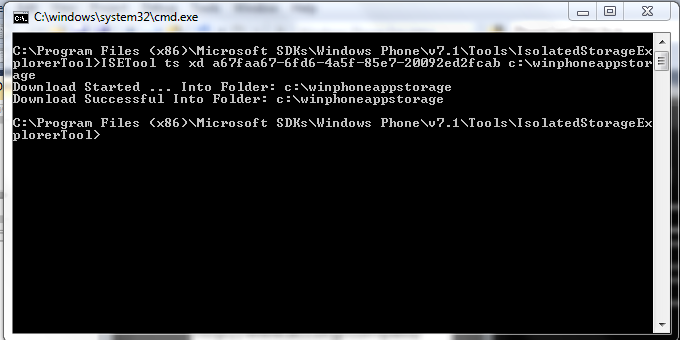 C:\windows\system32\cmd.exe
C:\Program Files (x86)\Microsoft SDKs\Windows Phone\v7.1\Tools\IsolatedStorageEx
plorerTool>ISETool ts xd a67faa67-6fd6-4a5f-85e7-20092ed2fcab c:\winphoneappstor
age
Download Started ... Into Folder: c:\winphoneappstorage
Download Successful Into Folder: c:\winphoneappstorage
C:\Program Files (x86)\Microsoft SDKs\Windows Phone\v7.1\Tools\IsolatedStorageEx
plorerTool>